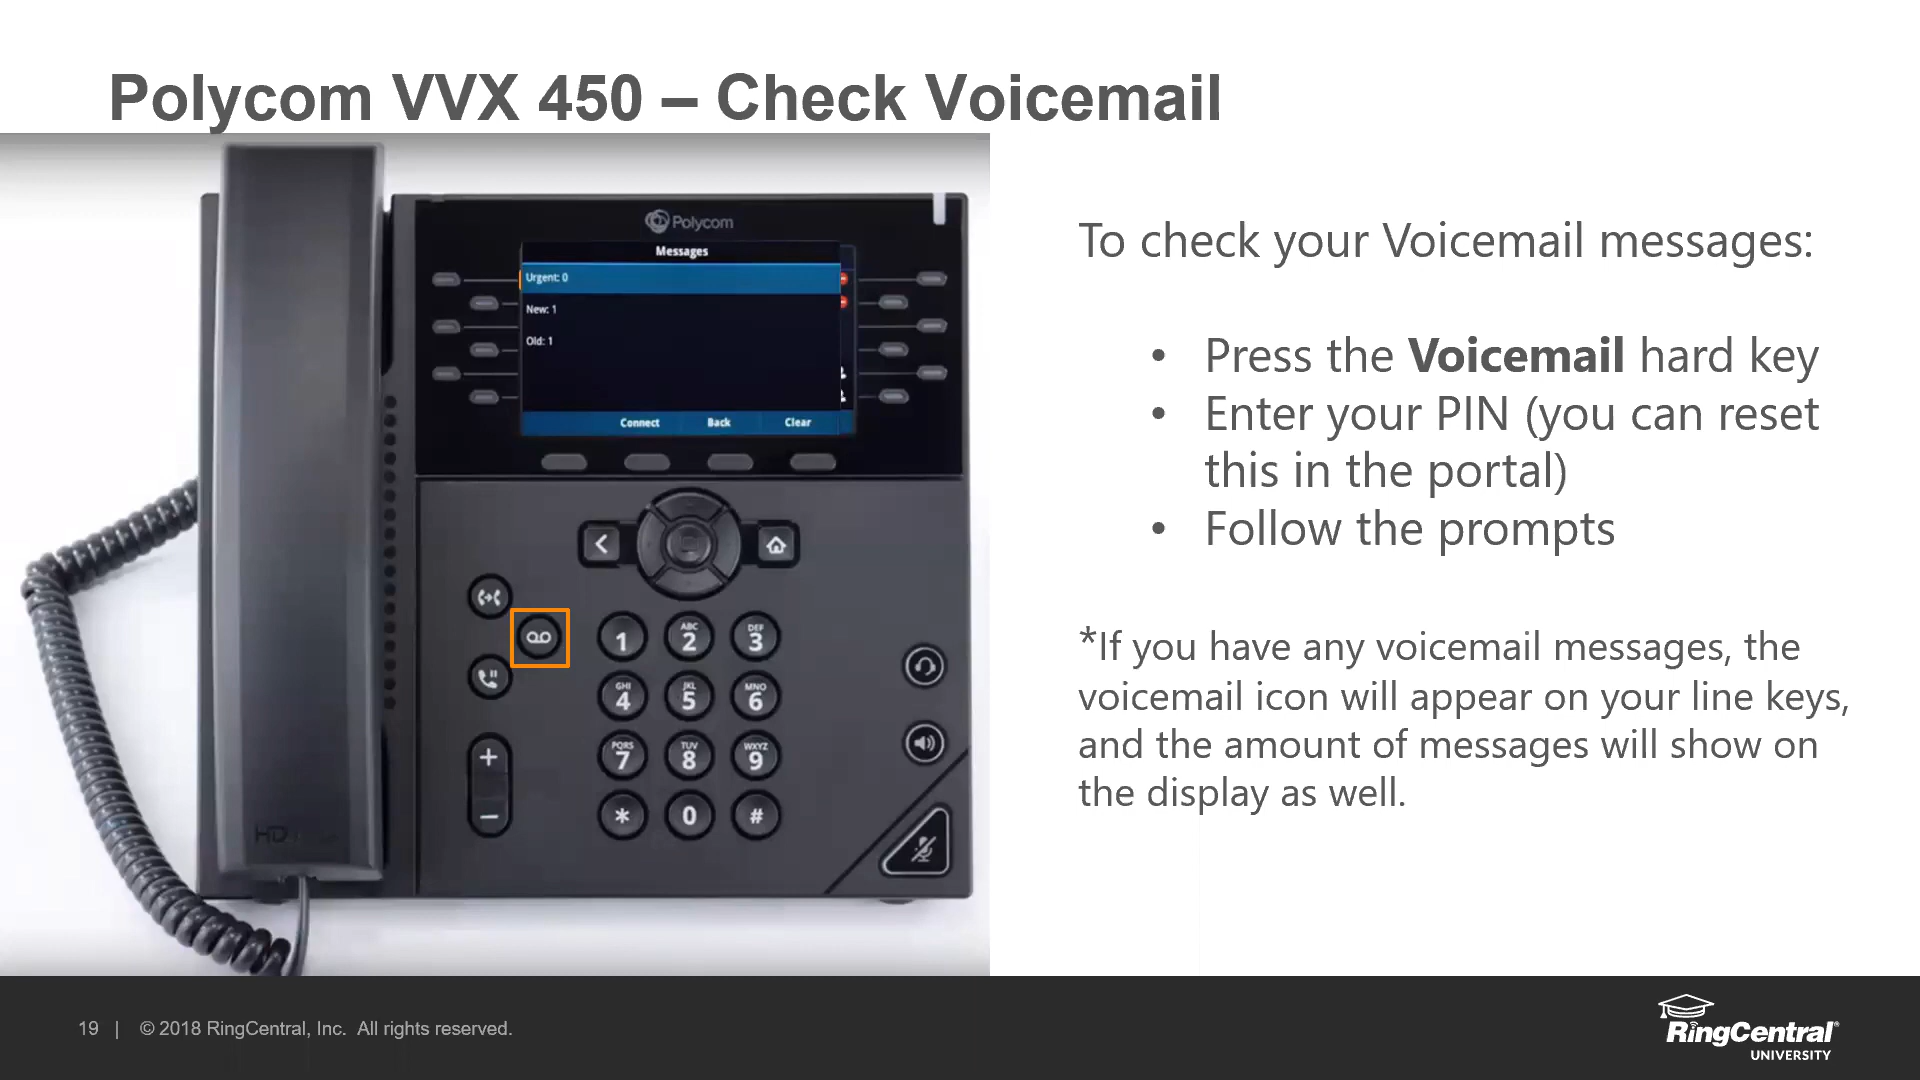 Polycom VVX 450 – Check Voicemail
Polycom
Messages
Urgent: 0
New: 1
Old: 1
Connect Back Clear
1 ABC 2 DEF 3
GHI 4 JKL 5 MNO 6
PQRS 7 TUV 8 WXYZ 9
* 0 #
+
−
HD
To check your Voicemail messages:
• Press the Voicemail hard key
• Enter your PIN (you can reset
this in the portal)
• Follow the prompts
*If you have any voicemail messages, the
voicemail icon will appear on your line keys,
and the amount of messages will show on
the display as well.
19 | © 2018 RingCentral, Inc. All rights reserved.
RingCentral®
UNIVERSITY